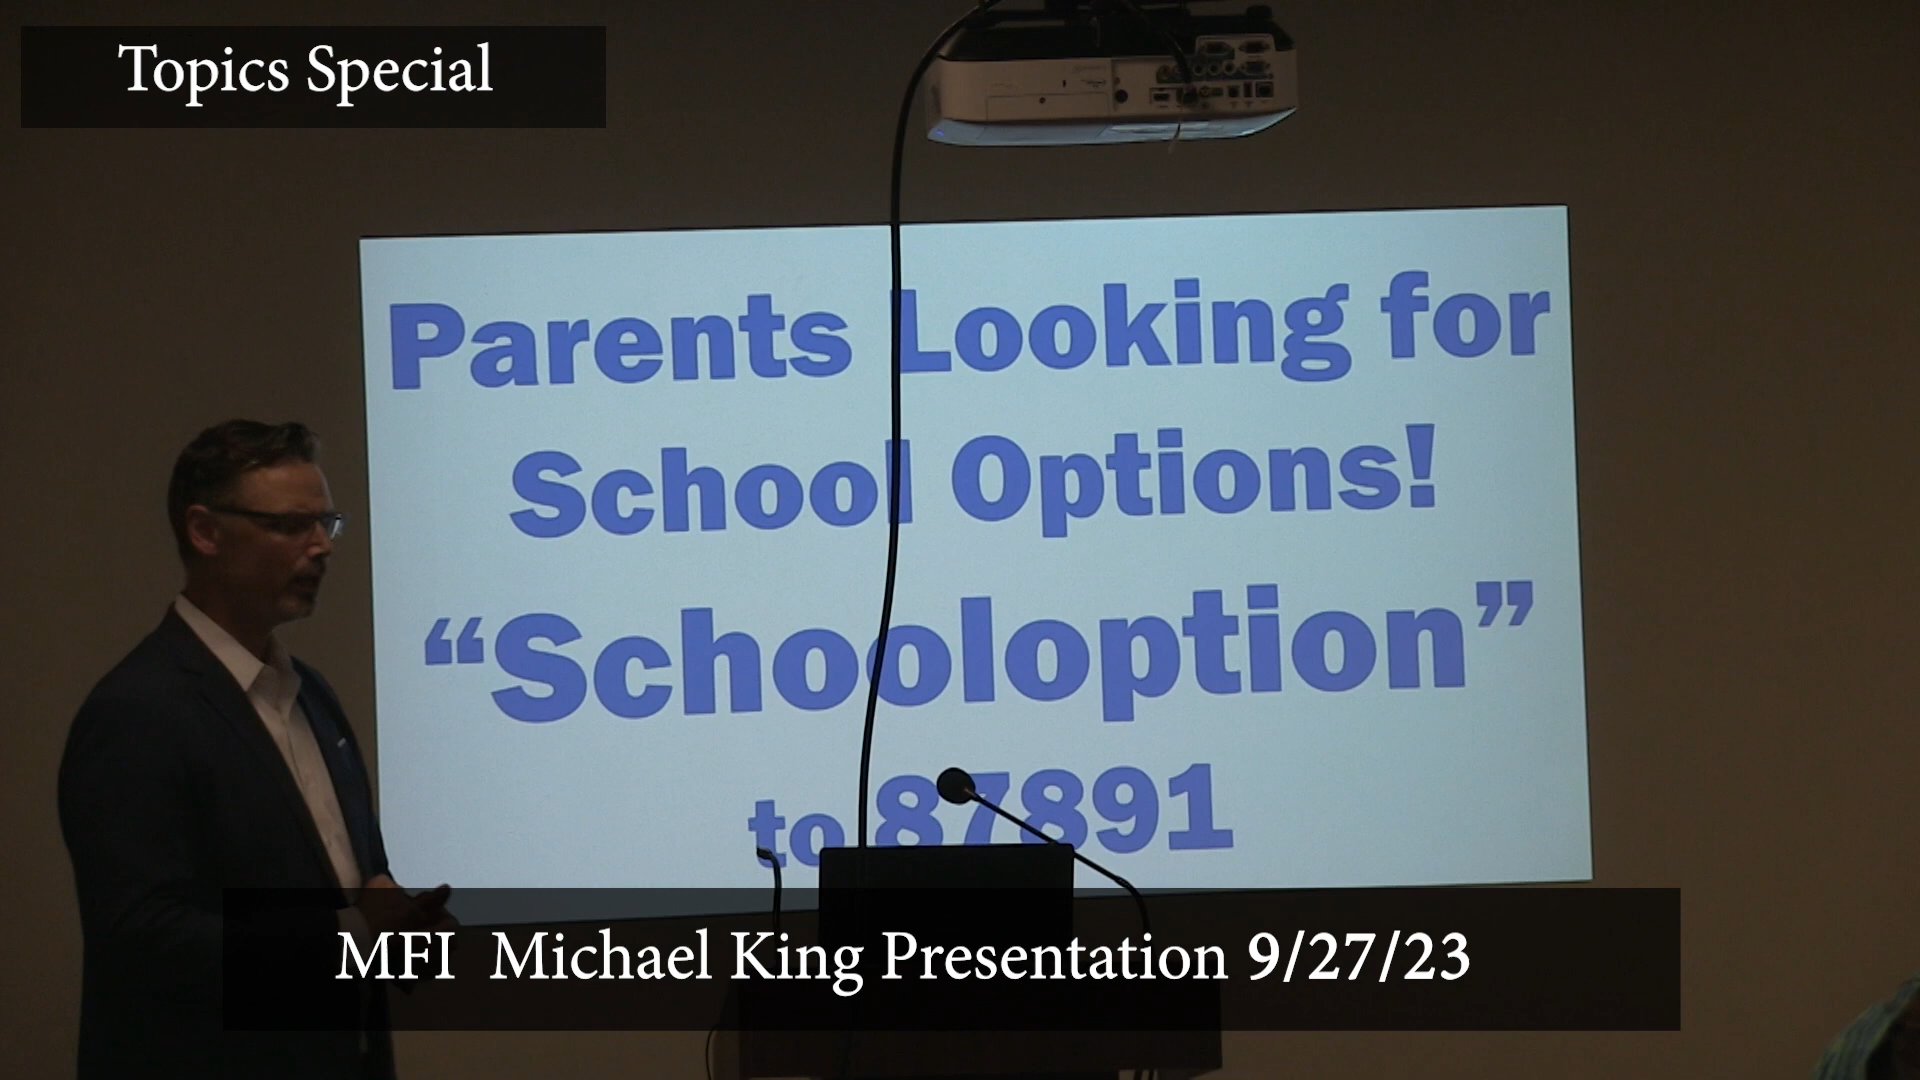 Topics Special
Parents Looking for
School Options!
“Schooloption”
to 87891
MFI Michael King Presentation 9/27/23